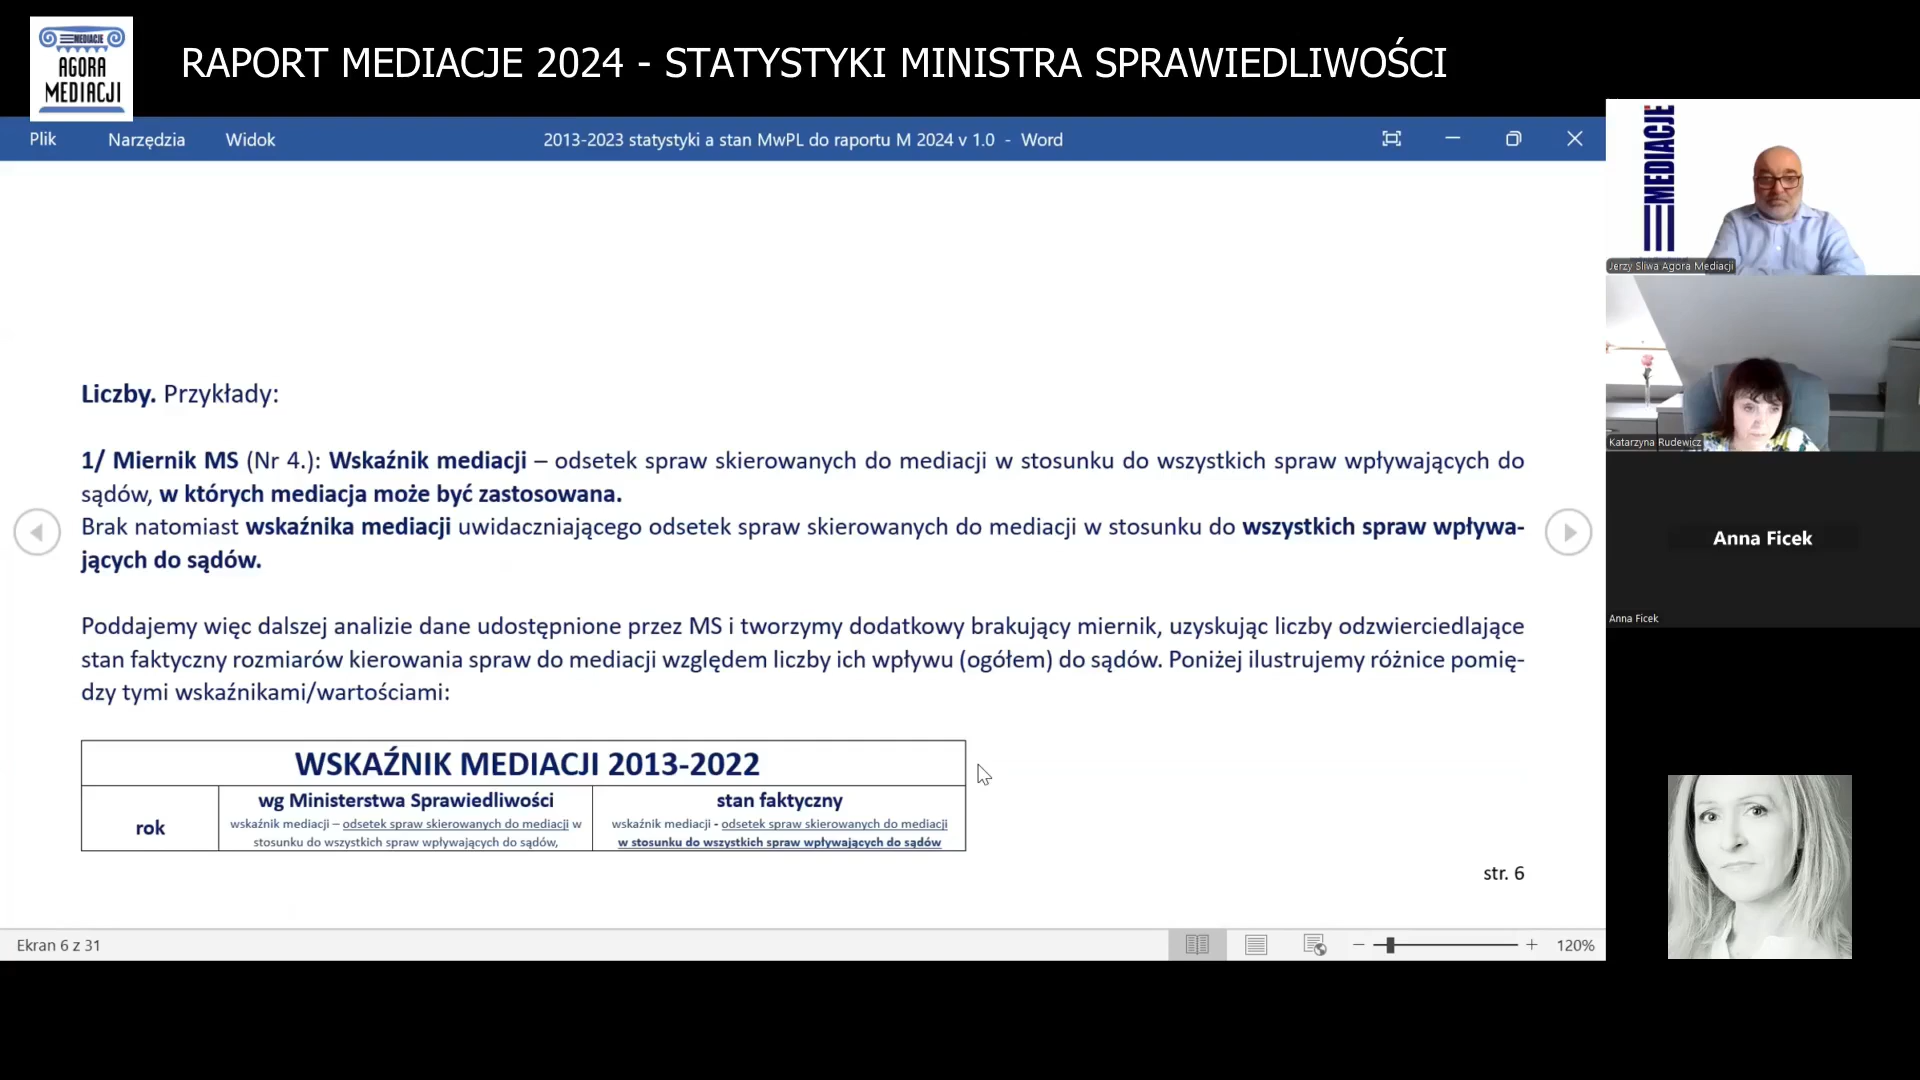 MEDIACJE
AGORA
MEDIACJI
RAPORT MEDIACJE 2024 - STATYSTYKI MINISTRA SPRAWIEDLIWOŚCI
Plik Narzędzia Widok 2013-2023 statystyki a stan MwPL do raportu M 2024 v 1.0 - Word
MEDIACJE
Jerzy Śliwa Agora Mediacji
Katarzyna Rudewicz
Anna Ficek
Anna Ficek
Liczby. Przykłady:
1/ Miernik MS (Nr 4.): Wskaźnik mediacji – odsetek spraw skierowanych do mediacji w stosunku do wszystkich spraw wpływających do
sądów, w których mediacja może być zastosowana.
Brak natomiast wskaźnika mediacji uwidaczniającego odsetek spraw skierowanych do mediacji w stosunku do wszystkich spraw wpływa-
jących do sądów.
Poddajemy więc dalszej analizie dane udostępnione przez MS i tworzymy dodatkowy brakujący miernik, uzyskując liczby odzwierciedlające
stan faktyczny rozmiarów kierowania spraw do mediacji względem liczby ich wpływu (ogółem) do sądów. Poniżej ilustrujemy różnice pomię-
dzy tymi wskaźnikami/wartościami:
WSKAŹNIK MEDIACJI 2013-2022
rok
wg Ministerstwa Sprawiedliwości
wskaźnik mediacji – odsetek spraw skierowanych do mediacji w
stosunku do wszystkich spraw wpływających do sądów,
stan faktyczny
wskaźnik mediacji - odsetek spraw skierowanych do mediacji
w stosunku do wszystkich spraw wpływających do sądów
str. 6
Ekran 6 z 31
120%